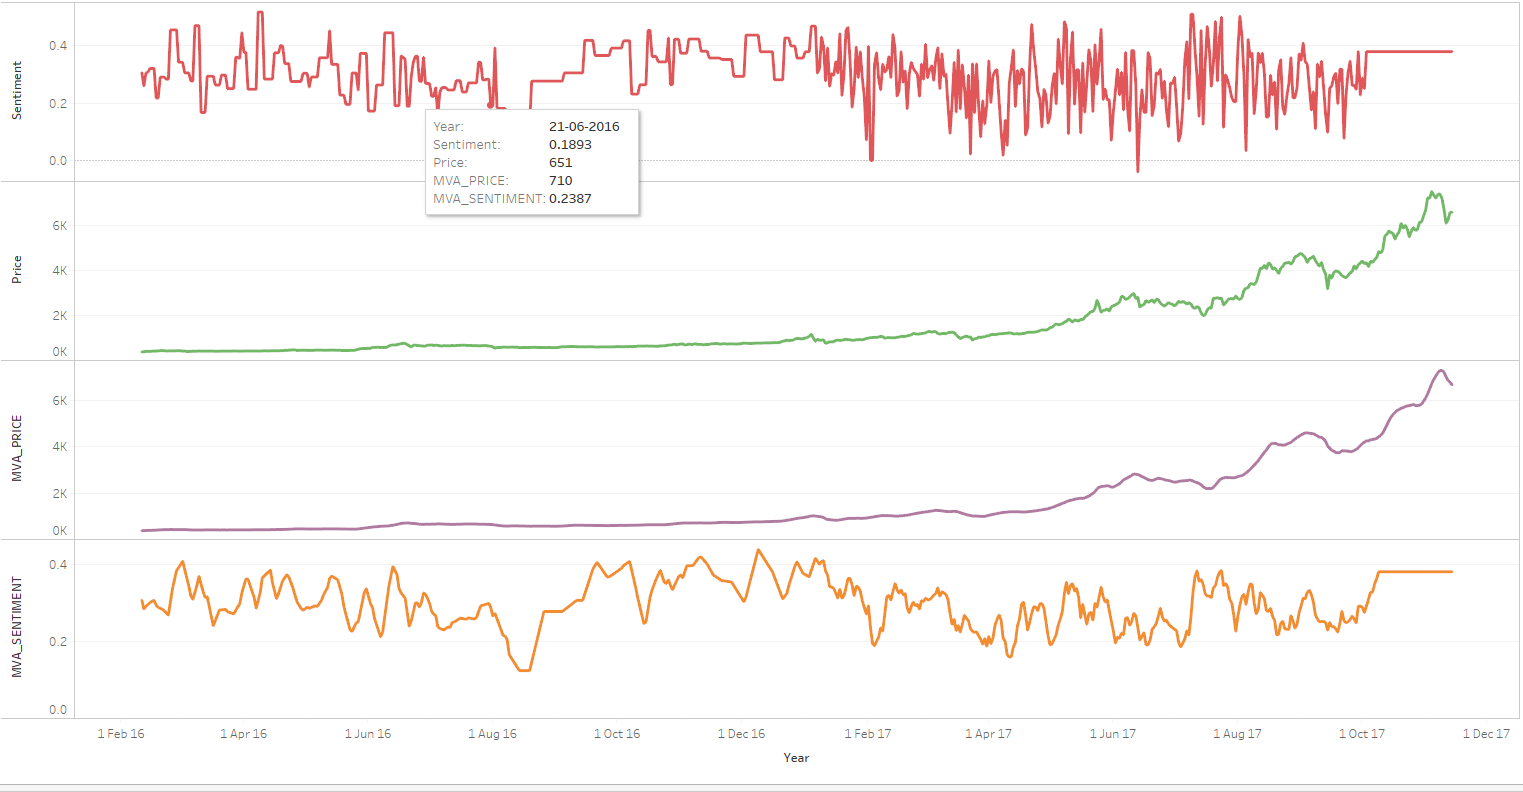 Sentiment
0.4
0.2
0.0
Year: 21-06-2016
Sentiment: 0.1893
Price: 651
MVA_PRICE: 710
MVA_SENTIMENT: 0.2387
Price
6K
4K
2K
0K
MVA_PRICE
6K
4K
2K
0K
MVA_SENTIMENT
0.4
0.2
0.0
1 Feb 16 1 Apr 16 1 Jun 16 1 Aug 16 1 Oct 16 1 Dec 16 1 Feb 17 1 Apr 17 1 Jun 17 1 Aug 17 1 Oct 17 1 Dec 17
Year